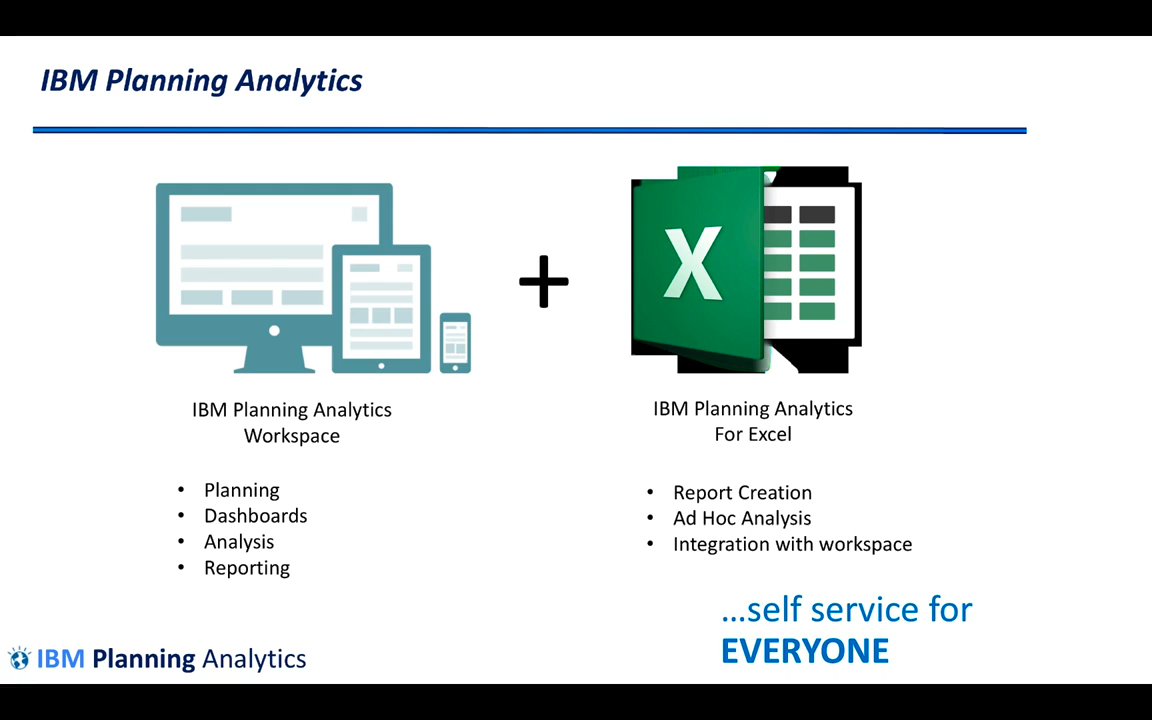 IBM Planning Analytics
X
IBM Planning Analytics
Workspace
• Planning
• Dashboards
• Analysis
• Reporting
IBM Planning Analytics
For Excel
• Report Creation
• Ad Hoc Analysis
• Integration with workspace
...self service for
EVERYONE
IBM Planning Analytics